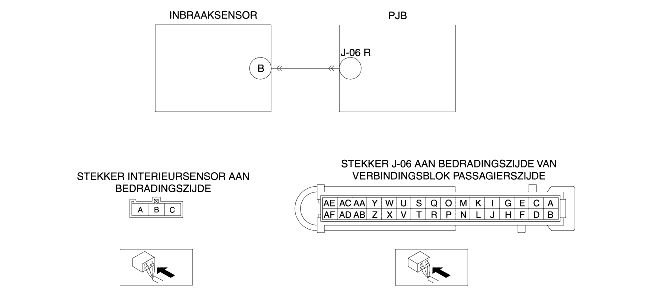 INBRAAKSENSOR PJB
J-06 R
B
STEKKER INTERIEURSENSOR AAN
BEDRADINGSZIJDE
A B C
STEKKER J-06 AAN BEDRADINGSZIJDE VAN
VERBINDINGSBLOK PASSAGIERSZIJDE
AE AC AA Y W U S Q O M K I G E C A
AF AD AB Z X V T R P N L J H F D B